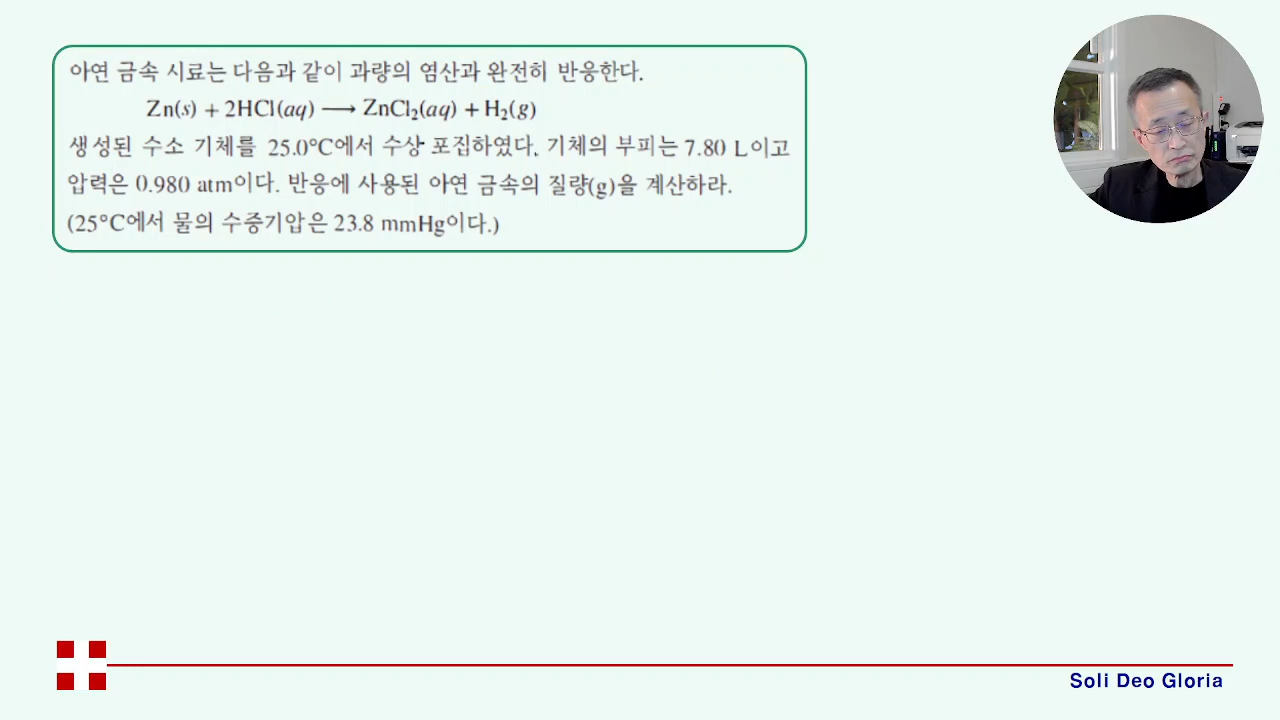 아연 금속 시료는 다음과 같이 과량의 염산과 완전히 반응한다.
Zn(s) + 2HCl(aq) ⟶ ZnCl₂(aq) + H₂(g)
생성된 수소 기체를 25.0°C에서 수상 포집하였다. 기체의 부피는 7.80 L이고
압력은 0.980 atm이다. 반응에 사용된 아연 금속의 질량(g)을 계산하라.
(25°C에서 물의 수증기압은 23.8 mmHg이다.)
Soli Deo Gloria